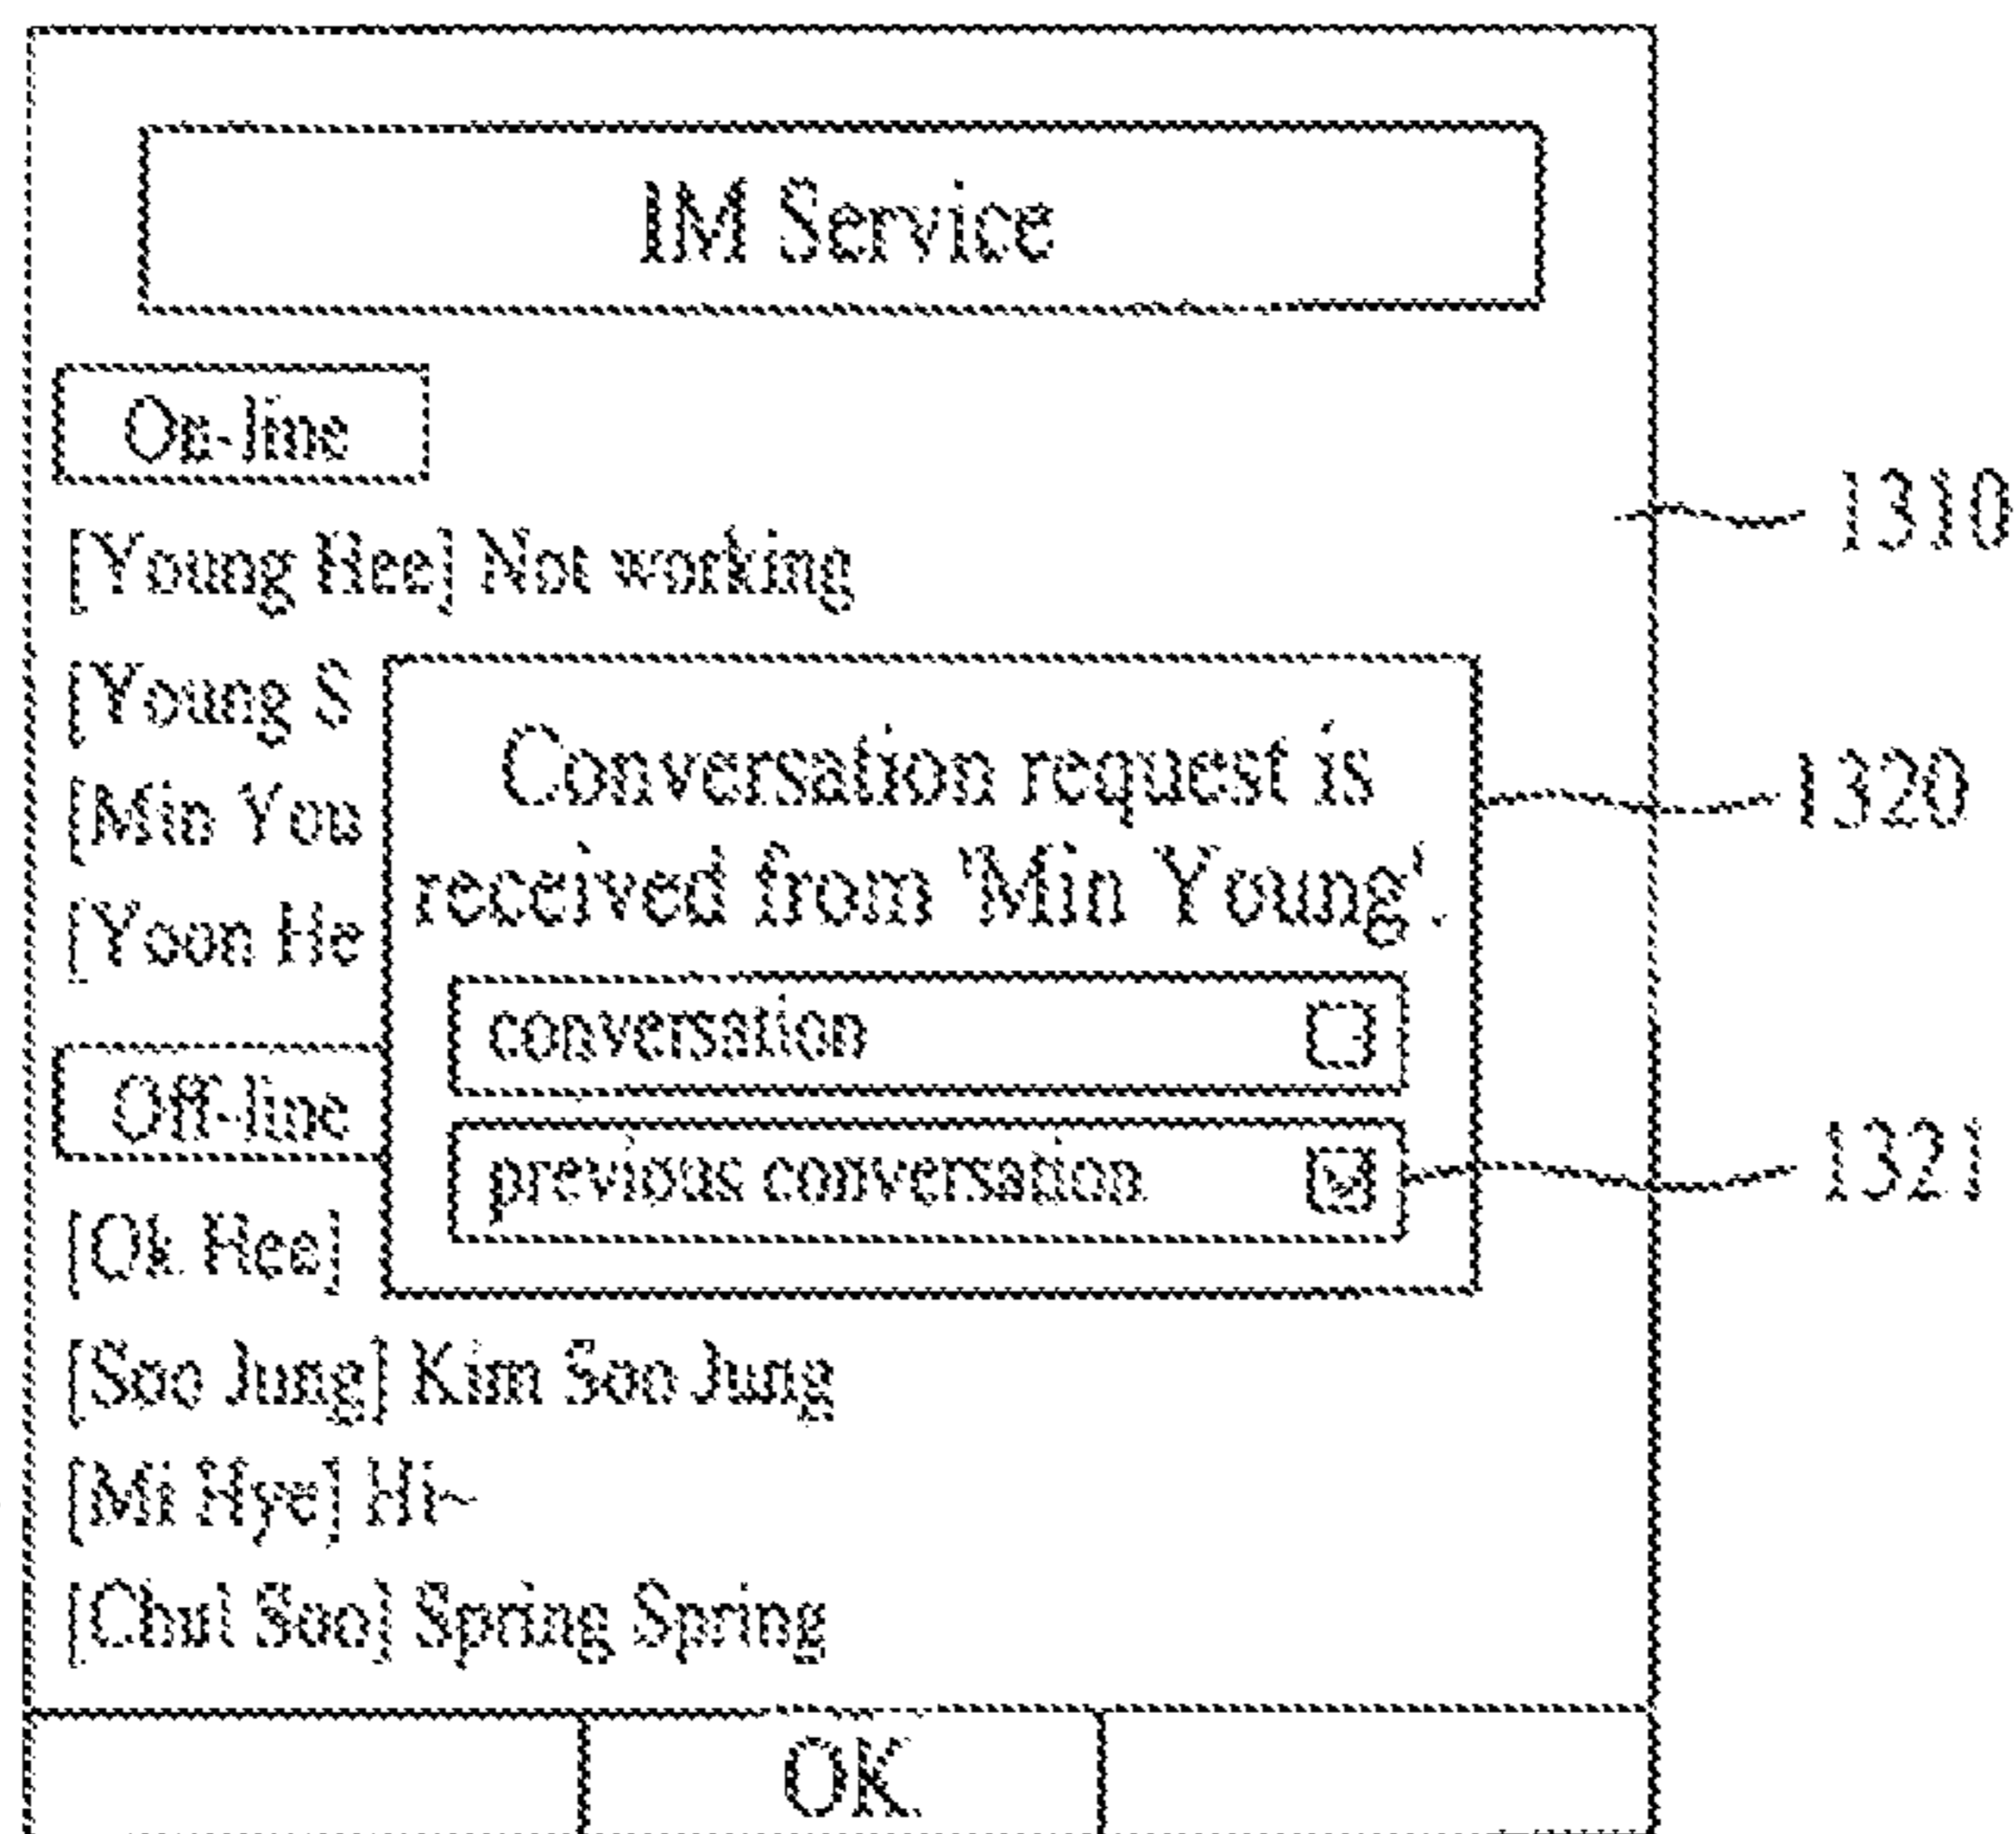 IM Service
On-line
1310
[Young Hee] Not working
[Young S
Conversation request is
1320
[Min You
received from 'Min Young'.
[Yoon He
conversation
Off-line
previous conversation
1321
[Ok Hee]
[Soo Jung] Kim Soo Jung
[Mi Hye] Hi~
[Chul Soo] Spring Spring
OK